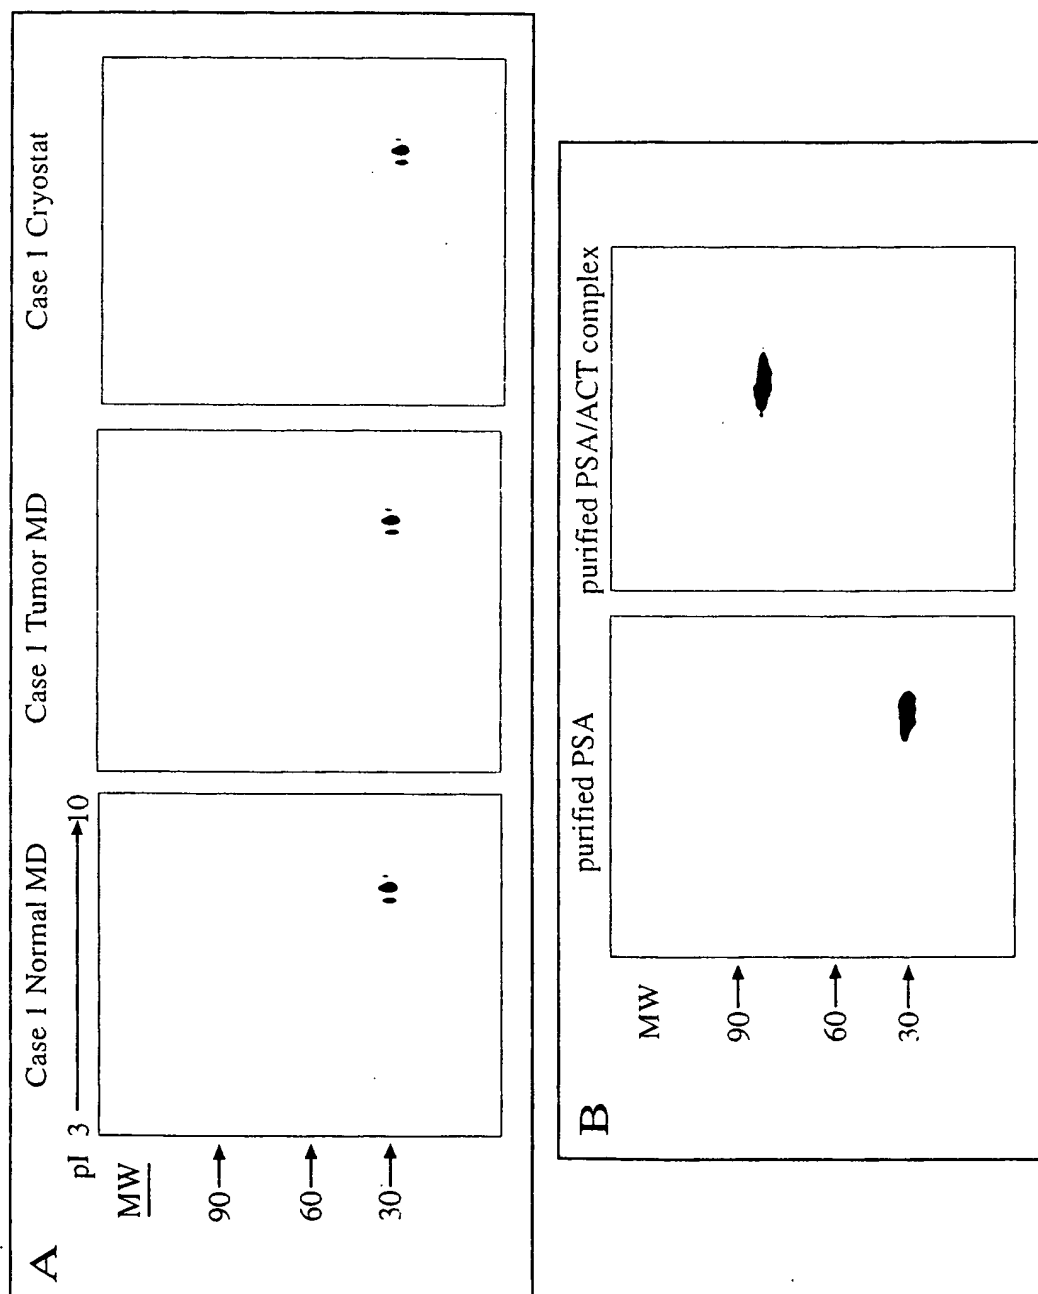 A
Case 1 Normal MD
Case 1 Tumor MD
Case 1 Cryostat
pI 3 10
MW
90
60
30
B
purified PSA
purified PSA/ACT complex
MW
90
60
30